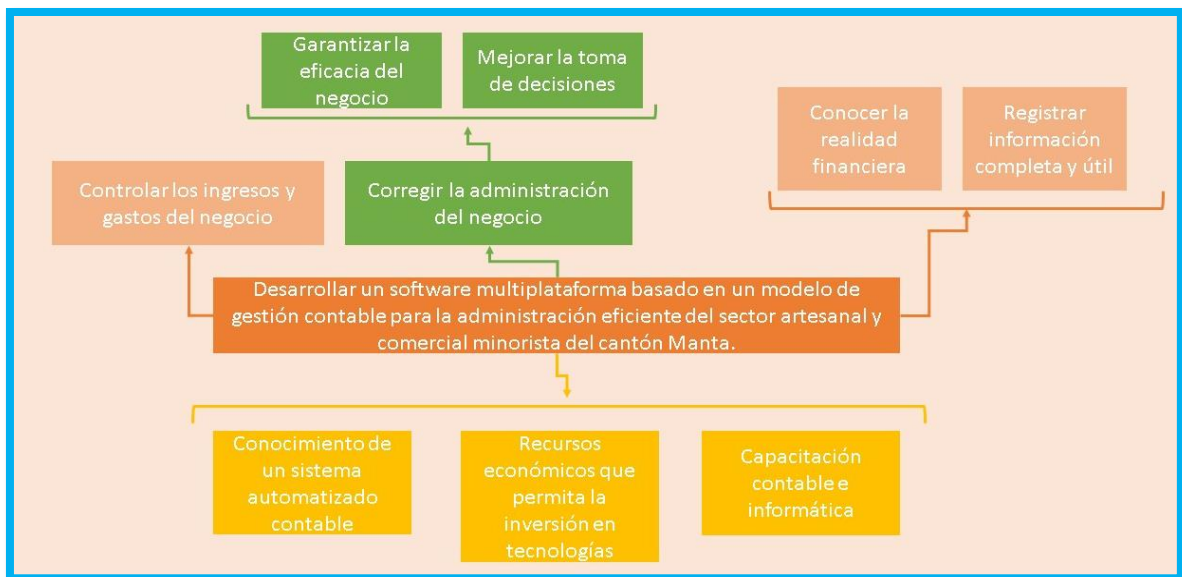 Garantizar la
eficacia del
negocio
Mejorar la toma
de decisiones
Conocer la
realidad
financiera
Registrar
información
completa y útil
Controlar los ingresos y
gastos del negocio
Corregir la administración
del negocio
Desarrollar un software multiplataforma basado en un modelo de
gestión contable para la administración eficiente del sector artesanal y
comercial minorista del cantón Manta.
Conocimiento de
un sistema
automatizado
contable
Recursos
económicos que
permita la
inversión en
tecnologías
Capacitación
contable e
informática